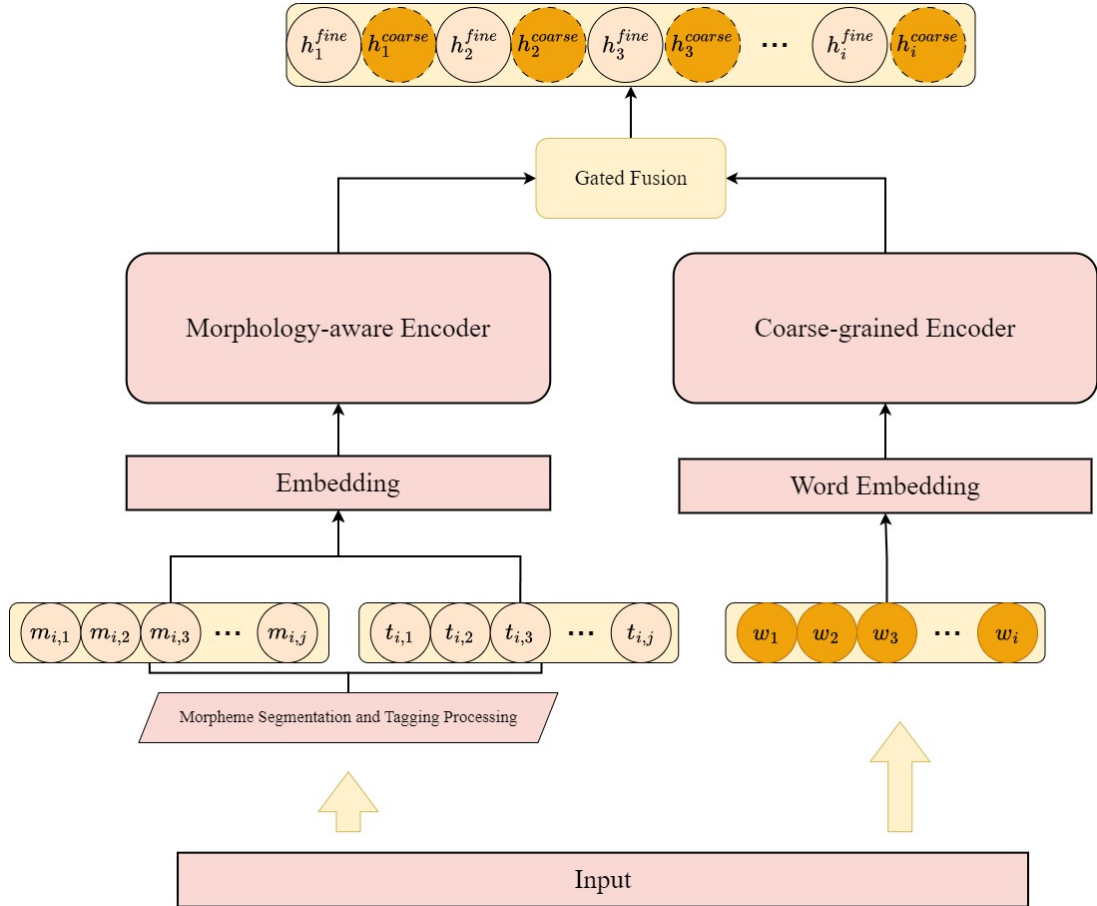 h_1^{fine} h_1^{coarse} h_2^{fine} h_2^{coarse} h_3^{fine} h_3^{coarse} ... h_i^{fine} h_i^{coarse}
Gated Fusion
Morphology-aware Encoder
Coarse-grained Encoder
Embedding
Word Embedding
m_{i,1} m_{i,2} m_{i,3} ... m_{i,j}
t_{i,1} t_{i,2} t_{i,3} ... t_{i,j}
w_1 w_2 w_3 ... w_i
Morpheme Segmentation and Tagging Processing
Input